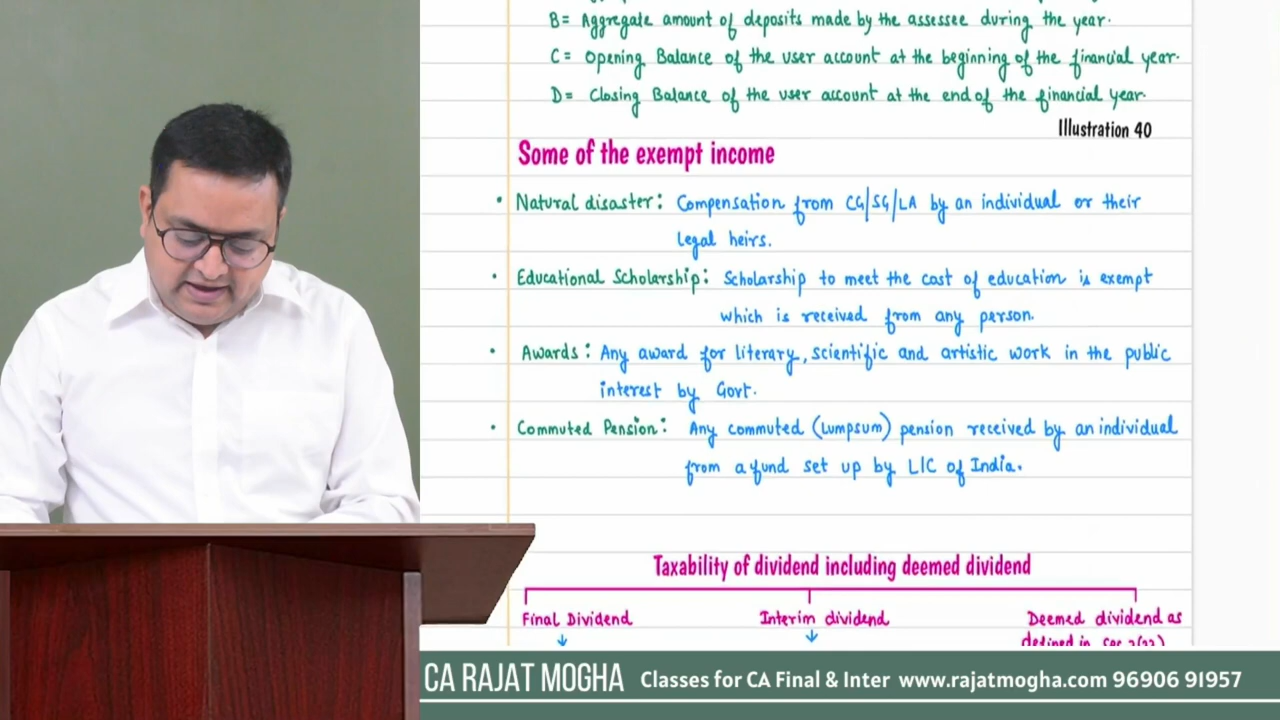 B= Aggregate amount of deposits made by the assessee during the year.
C= Opening Balance of the user account at the beginning of the financial year.
D= Closing Balance of the user account at the end of the financial year.
Illustration 40
Some of the exempt income
• Natural disaster: Compensation from CG/SG/LA by an individual or their
legal heirs.
• Educational Scholarship: Scholarship to meet the cost of education is exempt
which is received from any person.
• Awards: Any award for literary, scientific and artistic work in the public
interest by Govt.
• Commuted Pension: Any commuted (Lumpsum) pension received by an individual
from a fund set up by LIC of India.
Taxability of dividend including deemed dividend
Final Dividend Interim dividend Deemed dividend as
defined in sec 2(22)
CA RAJAT MOGHA Classes for CA Final & Inter www.rajatmogha.com 96906 91957